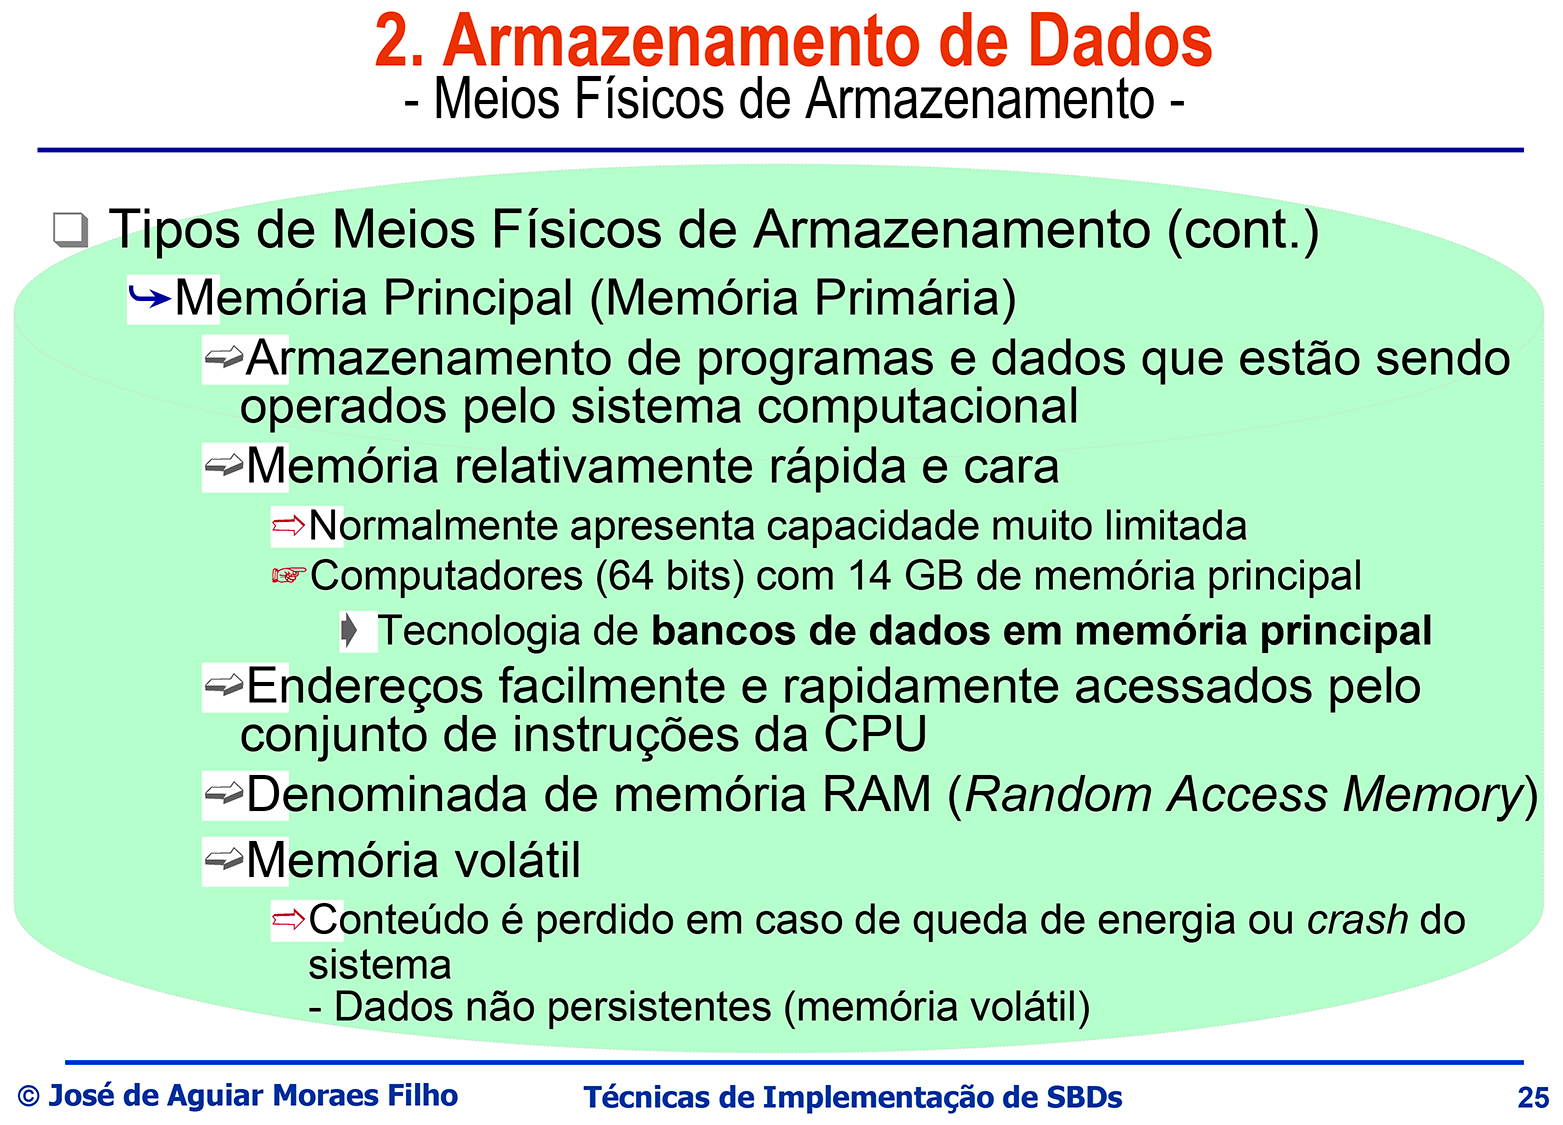 2. Armazenamento de Dados
- Meios Físicos de Armazenamento -
❑ Tipos de Meios Físicos de Armazenamento (cont.)
Memória Principal (Memória Primária)
Armazenamento de programas e dados que estão sendo
operados pelo sistema computacional
Memória relativamente rápida e cara
Normalmente apresenta capacidade muito limitada
Computadores (64 bits) com 14 GB de memória principal
Tecnologia de bancos de dados em memória principal
Endereços facilmente e rapidamente acessados pelo
conjunto de instruções da CPU
Denominada de memória RAM (Random Access Memory)
Memória volátil
Conteúdo é perdido em caso de queda de energia ou crash do
sistema
- Dados não persistentes (memória volátil)
© José de Aguiar Moraes Filho
Técnicas de Implementação de SBDs
25